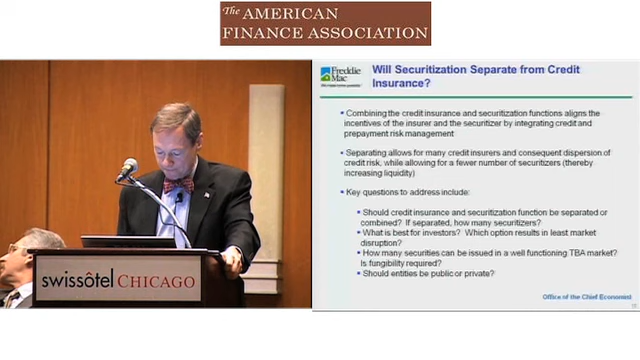 The AMERICAN
FINANCE ASSOCIATION
Freddie
Mac
Will Securitization Separate from Credit
Insurance?
Combining the credit insurance and securitization functions aligns the
incentives of the insurer and the securitizer by integrating credit and
prepayment risk management
Separating allows for many credit insurers and consequent dispersion of
credit risk, while allowing for a fewer number of securitizers (thereby
increasing liquidity)
Key questions to address include:
Should credit insurance and securitization function be separated or
combined? If separated, how many securitizers?
What is best for investors? Which option results in least market
disruption?
How many securities can be issued in a well functioning TBA market?
Is fungibility required?
Should entities be public or private?
Office of the Chief Economist
swissôtel CHICAGO